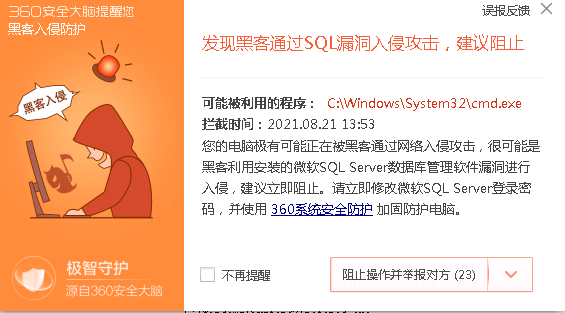 360安全大脑提醒您
黑客入侵防护
误报反馈
发现黑客通过SQL漏洞入侵攻击，建议阻止
黑客入侵
可能被利用的程序： C:\Windows\System32\cmd.exe
拦截时间：2021.08.21 13:53
您的电脑极有可能正在被黑客通过网络入侵攻击，很可能是
黑客利用安装的微软SQL Server数据库管理软件漏洞进行
入侵，建议立即阻止。请立即修改微软SQL Server登录密
码，并使用 360系统安全防护 加固防护电脑。
极智守护
源自360安全大脑
不再提醒
阻止操作并举报对方 (23)